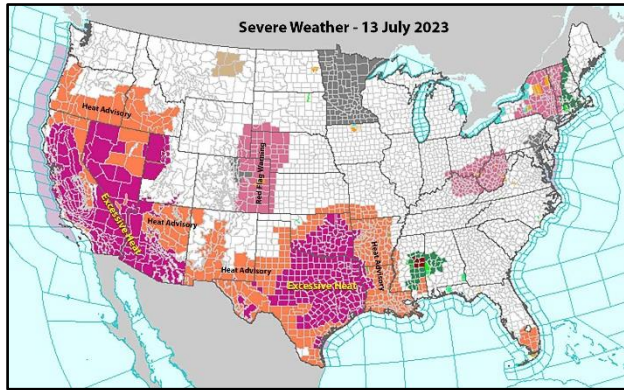 Severe Weather - 13 July 2023
Heat Advisory
Red Flag Warning
Excessive Heat
Heat Advisory
Heat Advisory
Excessive Heat
Heat Advisory